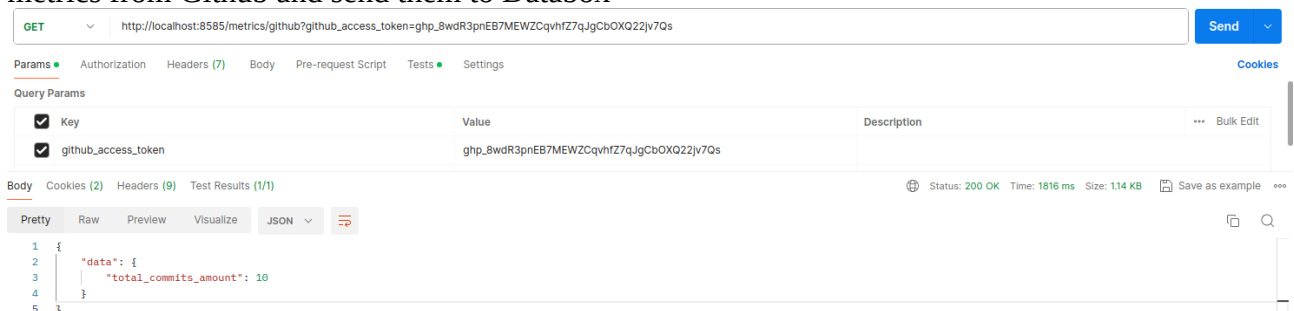 metrics from Github and send them to Databox
GET http://localhost:8585/metrics/github?github_access_token=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 Send
Params Authorization Headers (7) Body Pre-request Script Tests Settings Cookies
Query Params
Key Value Description Bulk Edit
github_access_token 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
Body Cookies (2) Headers (9) Test Results (1/1) Status: 200 OK Time: 1816 ms Size: 1.14 KB Save as example
Pretty Raw Preview Visualize JSON
1 {
2 "data": {
3 "total_commits_amount": 10
4 }
5 }